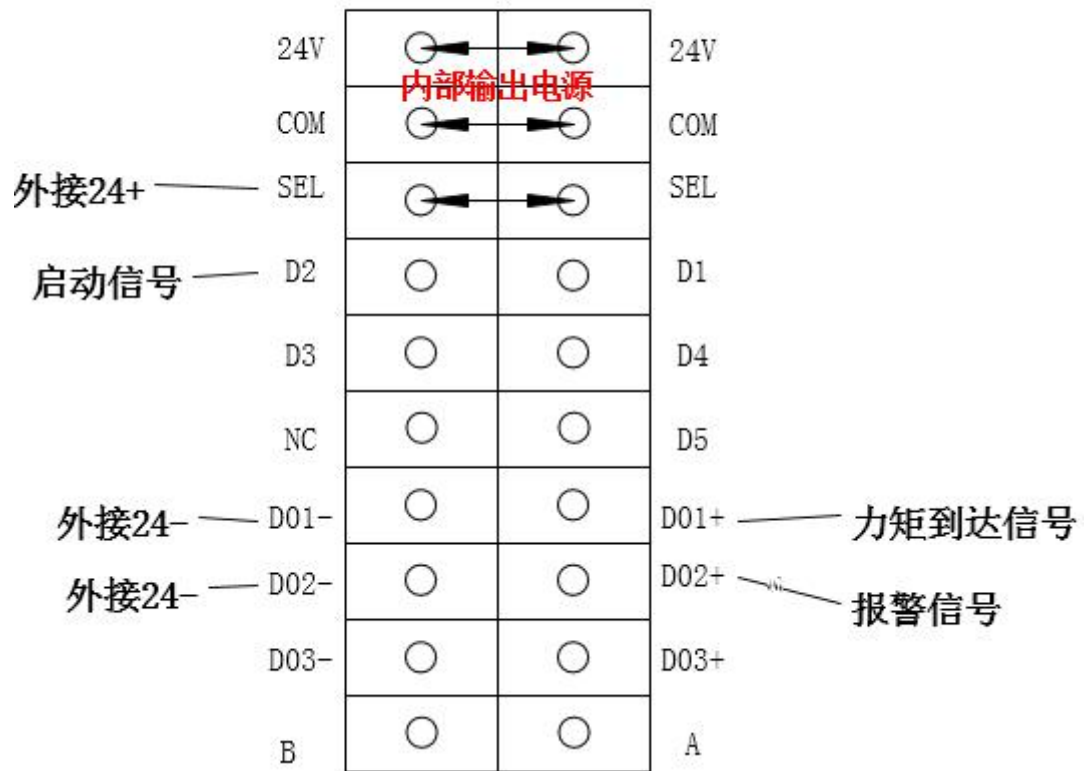 24V 24V
内部输出电源
COM COM
外接24+ SEL SEL
启动信号 D2 D1
D3 D4
NC D5
外接24- D01- D01+ 力矩到达信号
外接24- D02- D02+ 报警信号
D03- D03+
B A